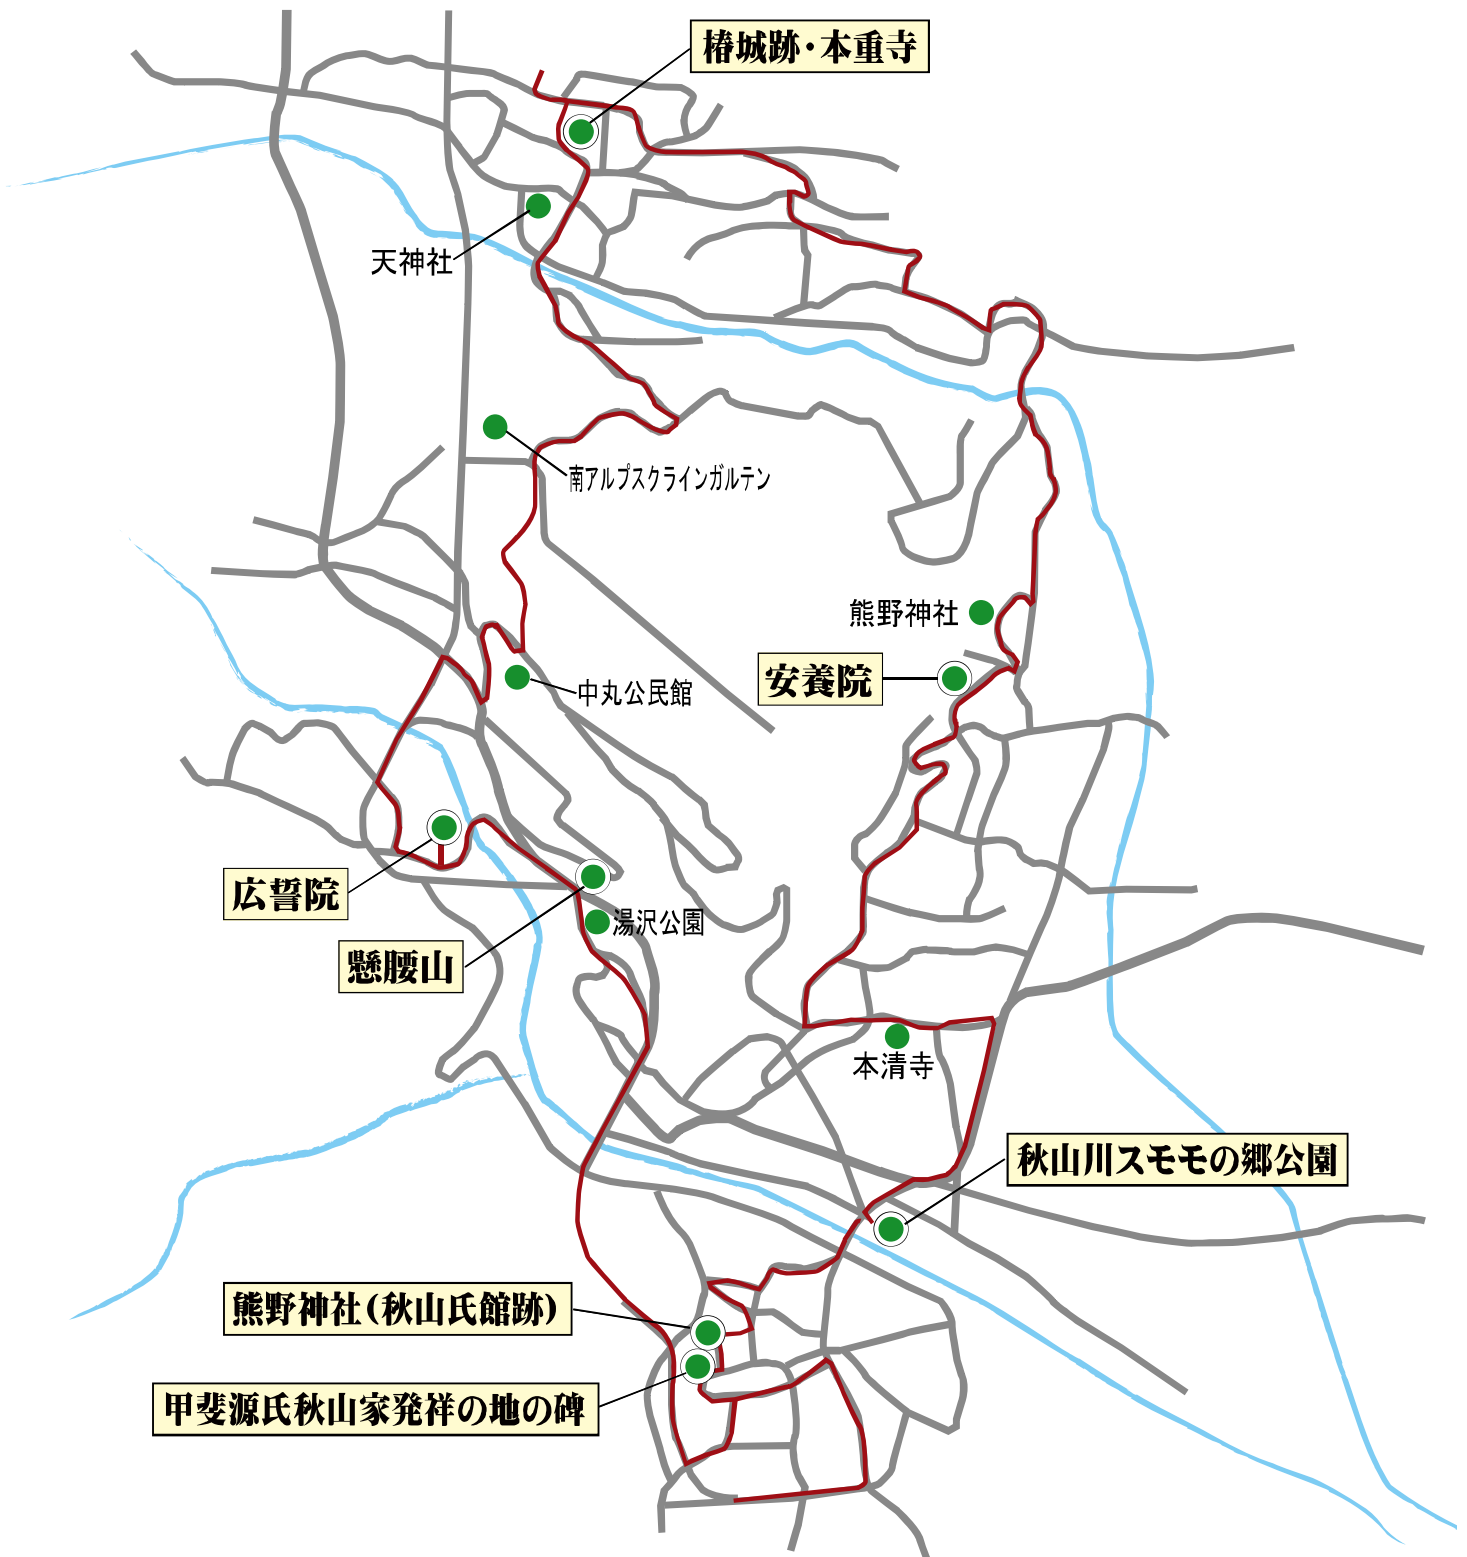 椿城跡・本重寺
天神社
南アルプスクラインガルテン
熊野神社
安養院
中丸公民館
広誓院
湯沢公園
懸腰山
本清寺
秋山川スモモの郷公園
熊野神社(秋山氏館跡)
甲斐源氏秋山家発祥の地の碑